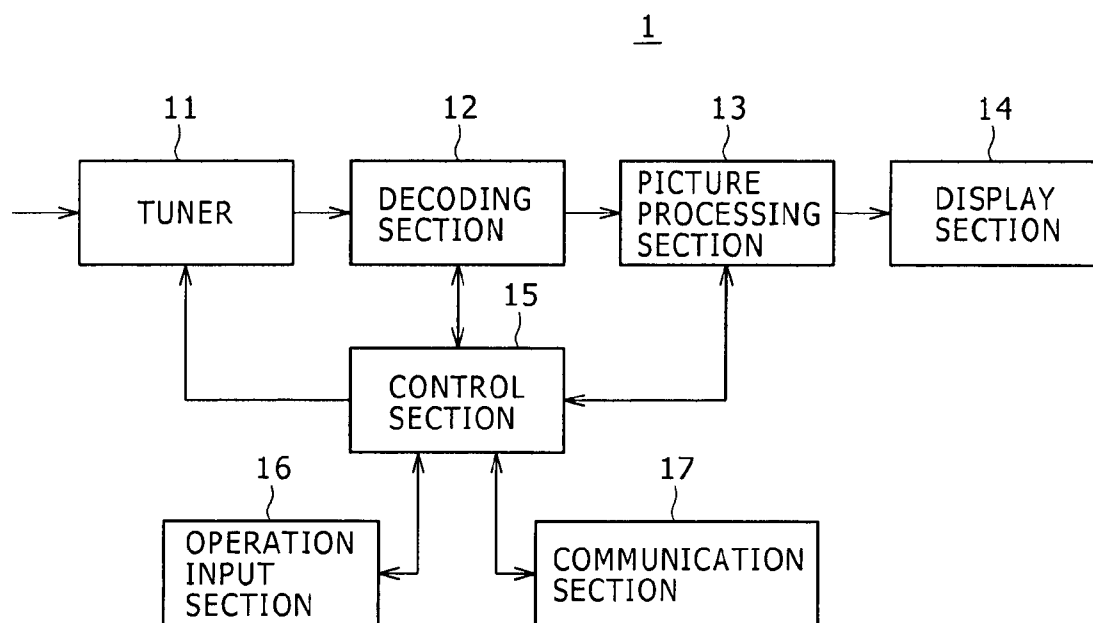 1
11
12
13
14
TUNER
DECODING
SECTION
PICTURE
PROCESSING
SECTION
DISPLAY
SECTION
15
CONTROL
SECTION
16
17
OPERATION
INPUT
SECTION
COMMUNICATION
SECTION